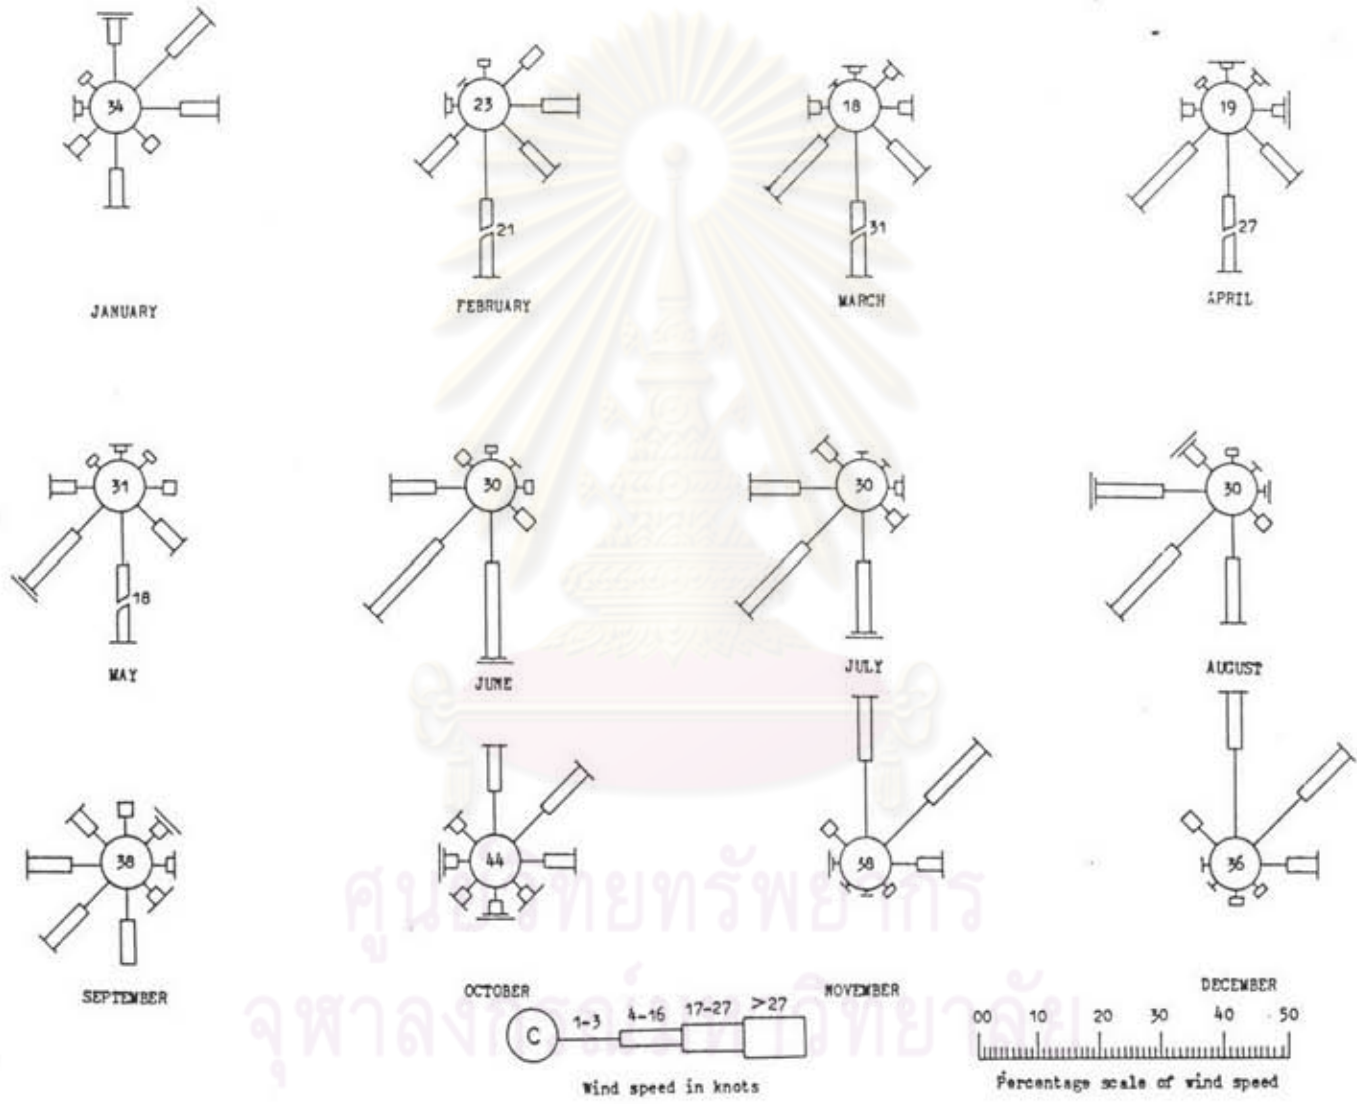 34
23
18
19
21
31
27
JANUARY
FEBRUARY
MARCH
APRIL
31
30
30
30
18
MAY
JUNE
JULY
AUGUST
38
44
38
36
SEPTEMBER
OCTOBER
NOVEMBER
DECEMBER
ศูนย์วิทยทรัพยากร
จุฬาลงกรณ์มหาวิทยาลัย
C 1-3 4-16 17-27 >27
Wind speed in knots
00 10 20 30 40 50
Percentage scale of wind speed